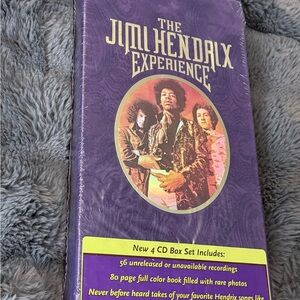 THE
JIMI HENDRIX
EXPERIENCE
New 4 CD Box Set Includes:
56 unreleased or unavailable recordings
80 page full color book filled with rare photos
Never before heard takes of your favorite Hendrix songs like